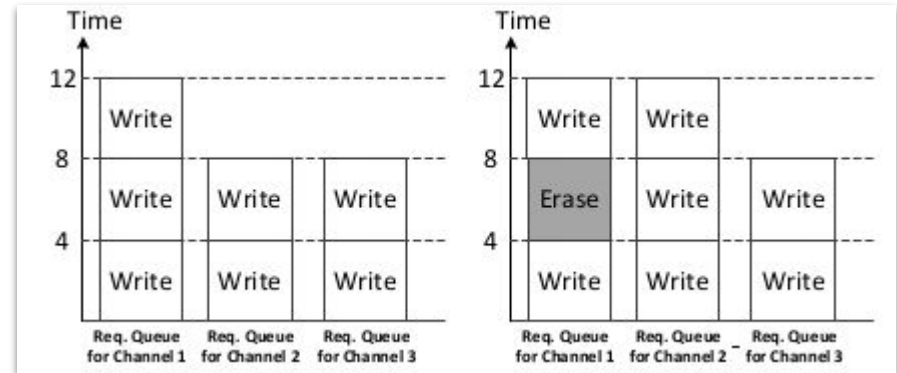 Time
12
Write
8
Write
Write
Write
4
Write
Write
Write
Req. Queue
for Channel 1
Req. Queue
for Channel 2
Req. Queue
for Channel 3
Time
12
Write
Write
8
Erase
Write
Write
4
Write
Write
Write
Req. Queue
for Channel 1
Req. Queue
for Channel 2
-
Req. Queue
for Channel 3